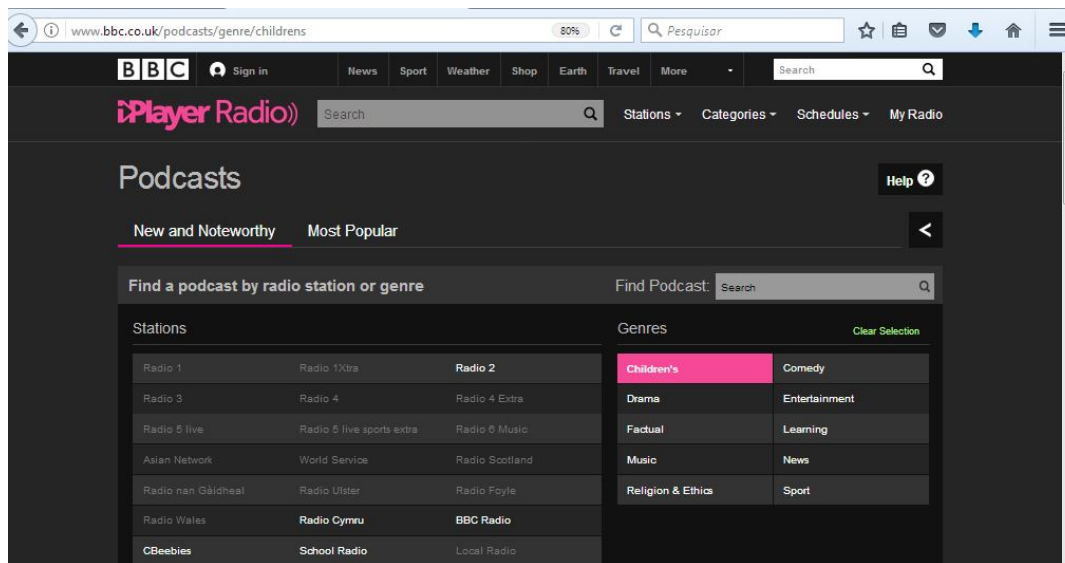 www.bbc.co.uk/podcasts/genre/childrens 80% Pesquisar
BBC Sign in News Sport Weather Shop Earth Travel More Search
iPlayer Radio Search Stations Categories Schedules My Radio
Podcasts Help ?
New and Noteworthy Most Popular <
Find a podcast by radio station or genre Find Podcast: Search
Stations Genres Clear Selection
Radio 1 Radio 1Xtra Radio 2 Children's Comedy
Radio 3 Radio 4 Radio 4 Extra Drama Entertainment
Radio 5 live Radio 5 live sports extra Radio 6 Music Factual Learning
Asian Network World Service Radio Scotland Music News
Radio nan Gàidheal Radio Ulster Radio Foyle Religion & Ethics Sport
Radio Wales Radio Cymru BBC Radio
CBeebies School Radio Local Radio